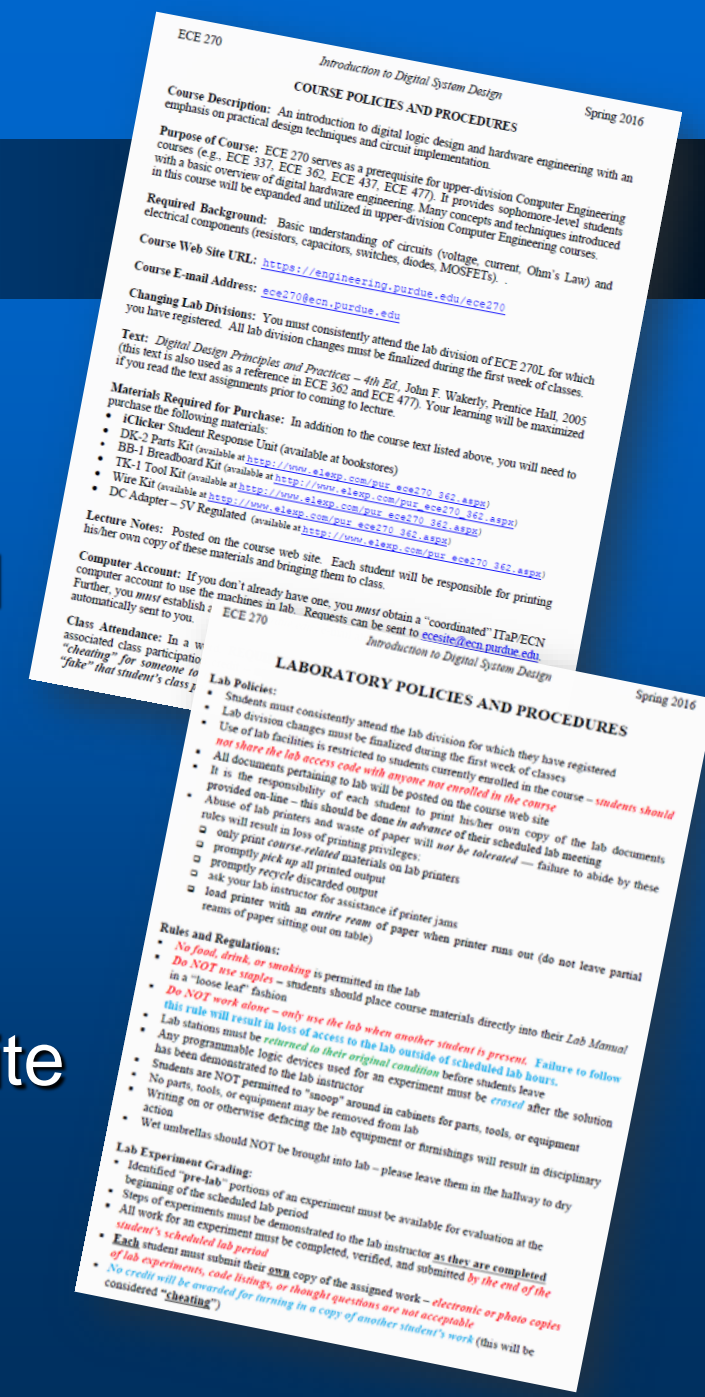 ECE 270
Introduction to Digital System Design
Spring 2016
COURSE POLICIES AND PROCEDURES
Course Description: An introduction to digital logic design and hardware engineering with an
emphasis on practical design techniques and circuit implementation.
Purpose of Course: ECE 270 serves as a prerequisite for upper-division Computer Engineering
courses (e.g., ECE 337, ECE 362, ECE 437, ECE 477). It provides sophomore-level students
with a basic overview of digital hardware engineering. Many concepts and techniques introduced
in this course will be expanded and utilized in upper-division Computer Engineering courses.
Required Background: Basic understanding of circuits (voltage, current, Ohm's Law) and
electrical components (resistors, capacitors, switches, diodes, MOSFETs). .
Course Web Site URL: https://engineering.purdue.edu/ece270
Course E-mail Address: ece270@ecn.purdue.edu
Changing Lab Divisions: You must consistently attend the lab division of ECE 270L for which
you have registered. All lab division changes must be finalized during the first week of classes.
Text: Digital Design Principles and Practices – 4th Ed., John F. Wakerly, Prentice Hall, 2005
(this text is also used as a reference in ECE 362 and ECE 477). Your learning will be maximized
if you read the text assignments prior to coming to lecture.
Materials Required for Purchase: In addition to the course text listed above, you will need to
purchase the following materials:
• iClicker Student Response Unit (available at bookstores)
• DK-2 Parts Kit (available at http://www.elexp.com/pur_ece270_362.aspx)
• BB-1 Breadboard Kit (available at http://www.elexp.com/pur_ece270_362.aspx)
• TK-1 Tool Kit (available at http://www.elexp.com/pur_ece270_362.aspx)
• Wire Kit (available at http://www.elexp.com/pur_ece270_362.aspx)
• DC Adapter – 5V Regulated (available at http://www.elexp.com/pur_ece270_362.aspx)
Lecture Notes: Posted on the course web site. Each student will be responsible for printing
his/her own copy of these materials and bringing them to class.
Computer Account: If you don't already have one, you must obtain a "coordinated" ITaP/ECN
computer account to use the machines in lab. Requests can be sent to ecesite@ecn.purdue.edu.
Further, you must establish a
automatically sent to you.
Class Attendance: In a w
associated class participatio
"cheating" for someone to
"fake" that student's class p
ECE 270
Introduction to Digital System Design
Spring 2016
LABORATORY POLICIES AND PROCEDURES
Lab Policies:
• Students must consistently attend the lab division for which they have registered
• Lab division changes must be finalized during the first week of classes
• Use of lab facilities is restricted to students currently enrolled in the course – students should
not share the lab access code with anyone not enrolled in the course
• All documents pertaining to lab will be posted on the course web site
• It is the responsibility of each student to print his/her own copy of the lab documents
provided on-line – this should be done in advance of their scheduled lab meeting
• Abuse of lab printers and waste of paper will not be tolerated — failure to abide by these
rules will result in loss of printing privileges:
❑ only print course-related materials on lab printers
❑ promptly pick up all printed output
❑ promptly recycle discarded output
❑ ask your lab instructor for assistance if printer jams
❑ load printer with an entire ream of paper when printer runs out (do not leave partial
reams of paper sitting out on table)
Rules and Regulations:
• No food, drink, or smoking is permitted in the lab
• Do NOT use staples – students should place course materials directly into their Lab Manual
in a "loose leaf" fashion
• Do NOT work alone – only use the lab when another student is present. Failure to follow
this rule will result in loss of access to the lab outside of scheduled lab hours.
• Lab stations must be returned to their original condition before students leave
• Any programmable logic devices used for an experiment must be erased after the solution
has been demonstrated to the lab instructor
• Students are NOT permitted to "snoop" around in cabinets for parts, tools, or equipment
• No parts, tools, or equipment may be removed from lab
• Writing on or otherwise defacing the lab equipment or furnishings will result in disciplinary
action
• Wet umbrellas should NOT be brought into lab – please leave them in the hallway to dry
Lab Experiment Grading:
• Identified "pre-lab" portions of an experiment must be available for evaluation at the
beginning of the scheduled lab period
• Steps of experiments must be demonstrated to the lab instructor as they are completed
• All work for an experiment must be completed, verified, and submitted by the end of the
student's scheduled lab period
• Each student must submit their own copy of the assigned work – electronic or photo copies
of lab experiments, code listings, or thought questions are not acceptable
• No credit will be awarded for turning in a copy of another student's work (this will be
considered "cheating")
ite